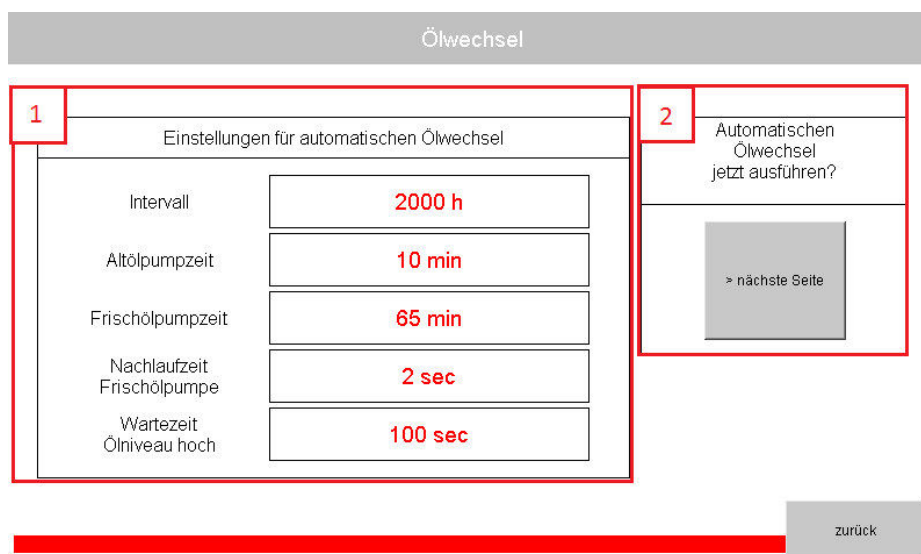 Ölwechsel
1
Einstellungen für automatischen Ölwechsel
Intervall
2000 h
Altölpumpzeit
10 min
Frischölpumpzeit
65 min
Nachlaufzeit
Frischölpumpe
2 sec
Wartezeit
Ölniveau hoch
100 sec
2
Automatischen
Ölwechsel
jetzt ausführen?
> nächste Seite
zurück